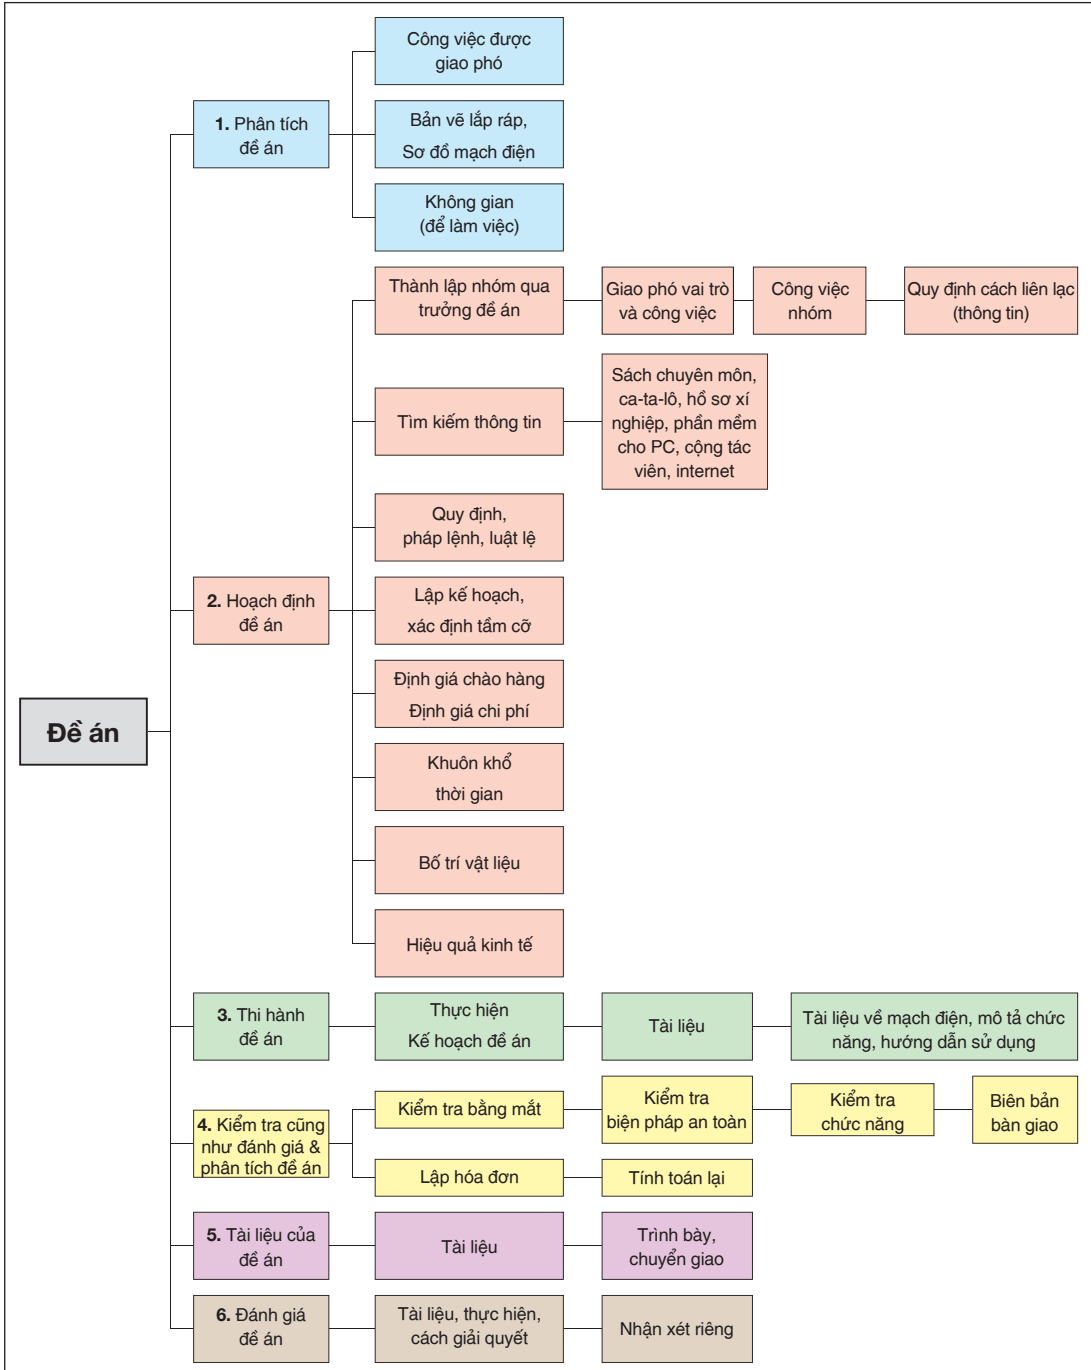 Công việc được
giao phó
1. Phân tích
đề án
Bản vẽ lắp ráp,
Sơ đồ mạch điện
Không gian
(để làm việc)
Thành lập nhóm qua
trưởng đề án
Giao phó vai trò
và công việc
Công việc
nhóm
Quy định cách liên lạc
(thông tin)
Tìm kiếm thông tin
Sách chuyên môn,
ca-ta-lô, hồ sơ xí
nghiệp, phần mềm
cho PC, cộng tác
viên, internet
Quy định,
pháp lệnh, luật lệ
2. Hoạch định
đề án
Lập kế hoạch,
xác định tầm cỡ
Định giá chào hàng
Định giá chi phí
Đề án
Khuôn khổ
thời gian
Bố trí vật liệu
Hiệu quả kinh tế
3. Thi hành
đề án
Thực hiện
Kế hoạch đề án
Tài liệu
Tài liệu về mạch điện, mô tả chức
năng, hướng dẫn sử dụng
4. Kiểm tra cũng
như đánh giá &
phân tích đề án
Kiểm tra bằng mắt
Kiểm tra
biện pháp an toàn
Kiểm tra
chức năng
Biên bản
bàn giao
Lập hóa đơn
Tính toán lại
5. Tài liệu của
đề án
Tài liệu
Trình bày,
chuyển giao
6. Đánh giá
đề án
Tài liệu, thực hiện,
cách giải quyết
Nhận xét riêng